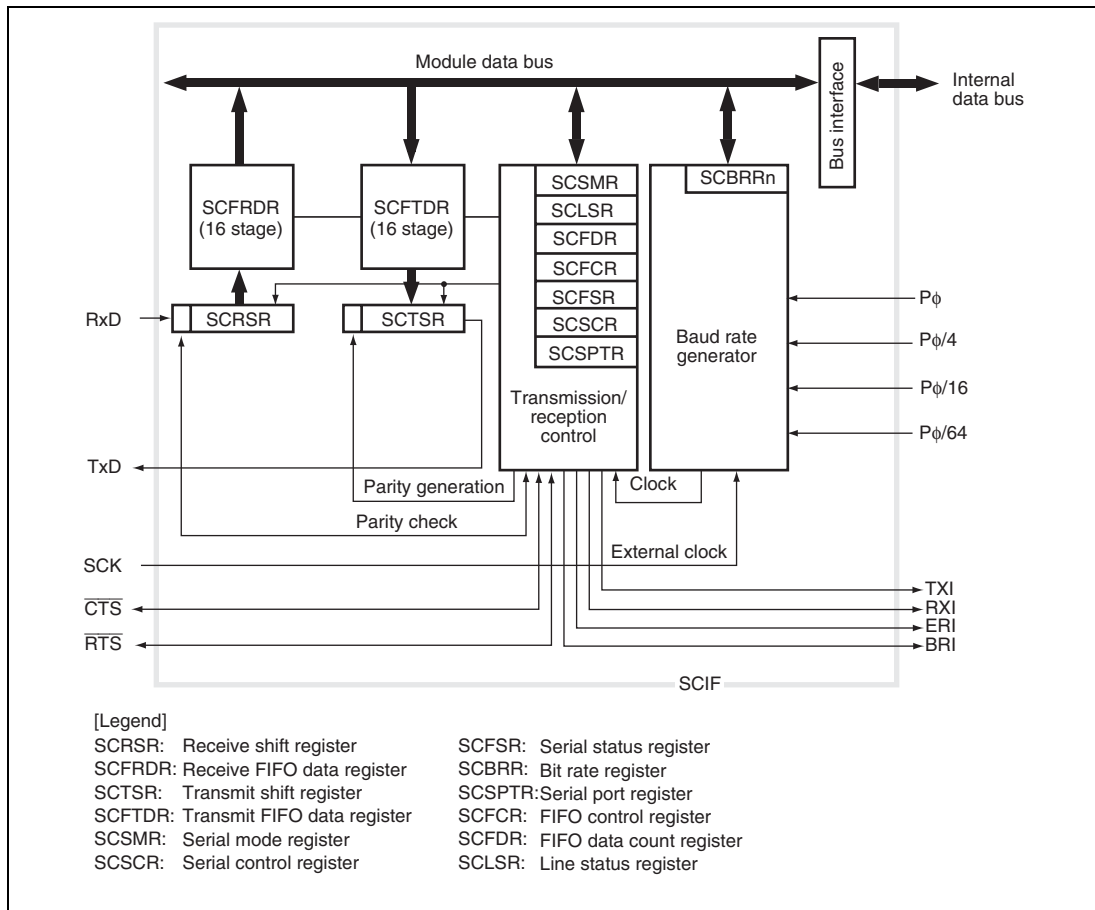 Module data bus
Bus interface
Internal
data bus
SCFRDR
(16 stage)
SCFTDR
(16 stage)
SCSMR
SCLSR
SCFDR
SCFCR
SCFSR
SCSCR
SCSPTR
Transmission/
reception
control
SCBRRn
Baud rate
generator
RxD
SCRSR
SCTSR
Pϕ
Pϕ/4
Pϕ/16
Pϕ/64
TxD
Parity generation
Parity check
Clock
SCK
External clock
CTS
RTS
TXI
RXI
ERI
BRI
SCIF
[Legend]
SCRSR: Receive shift register
SCFRDR: Receive FIFO data register
SCTSR: Transmit shift register
SCFTDR: Transmit FIFO data register
SCSMR: Serial mode register
SCSCR: Serial control register
SCFSR: Serial status register
SCBRR: Bit rate register
SCSPTR:Serial port register
SCFCR: FIFO control register
SCFDR: FIFO data count register
SCLSR: Line status register